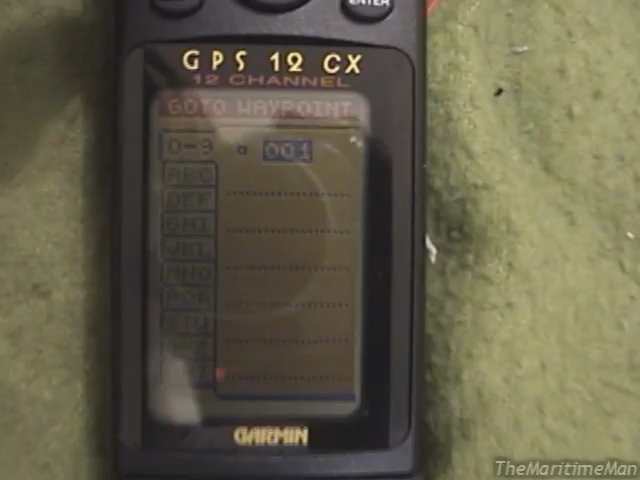 ENTER
GPS 12 CX
12 CHANNEL
GOTO WAYPOINT
0-9 001
ABC
DEF
GHI
JKL
MNO
PQR
STU
GARMIN
TheMaritimeMan